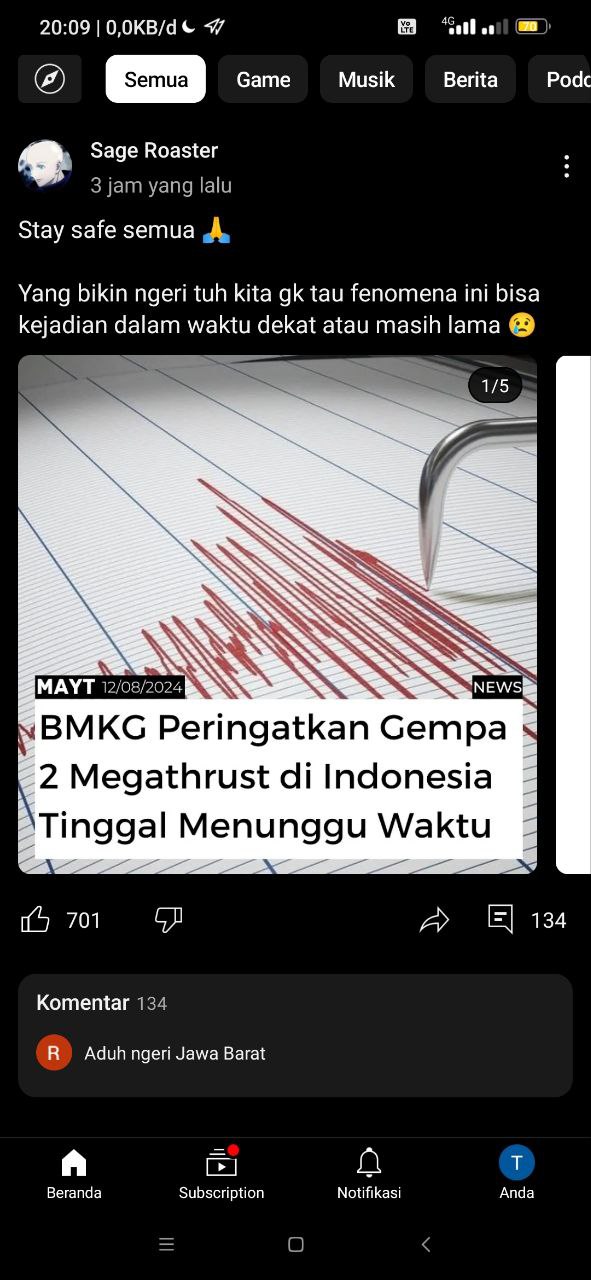 20:09 | 0,0KB/d
Vo LTE 4G 70
Semua Game Musik Berita Podc
Sage Roaster
3 jam yang lalu
Stay safe semua 🙏
Yang bikin ngeri tuh kita gk tau fenomena ini bisa
kejadian dalam waktu dekat atau masih lama 😢
1/5
MAYT 12/08/2024 NEWS
BMKG Peringatkan Gempa
2 Megathrust di Indonesia
Tinggal Menunggu Waktu
701 134
Komentar 134
R Aduh ngeri Jawa Barat
T
Beranda Subscription Notifikasi Anda